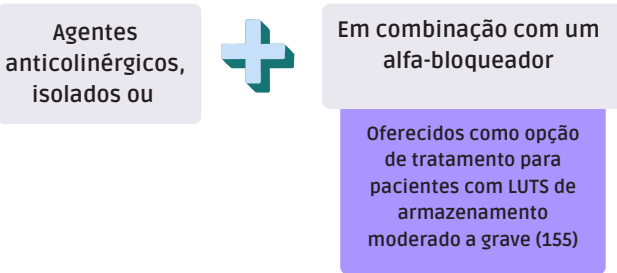 Agentes
anticolinérgicos,
isolados ou
Em combinação com um
alfa-bloqueador
Oferecidos como opção
de tratamento para
pacientes com LUTS de
armazenamento
moderado a grave (155)